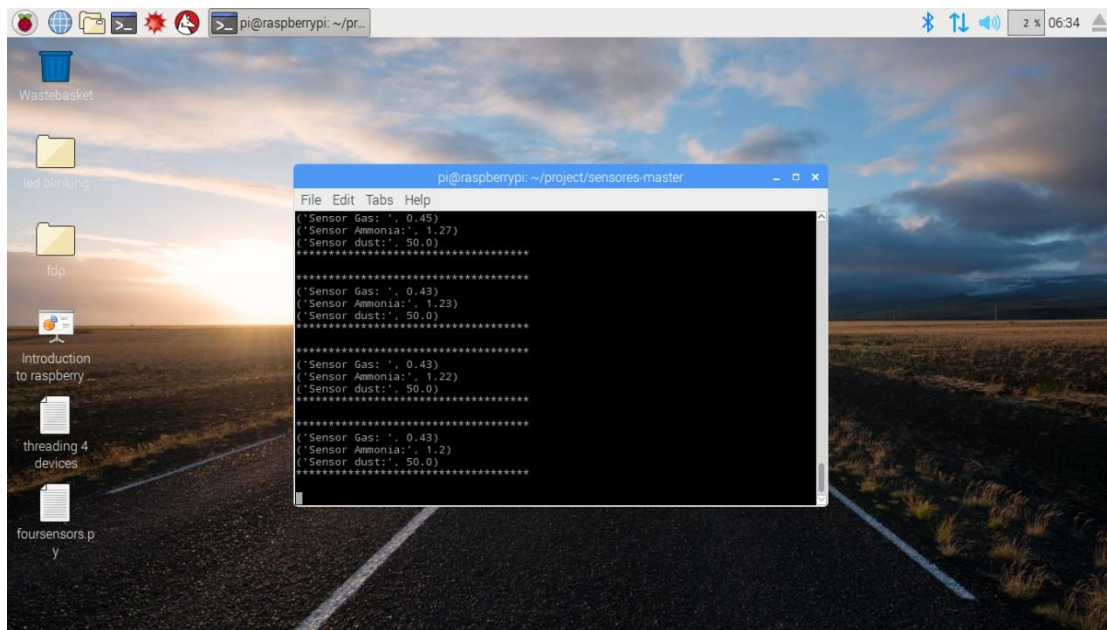 pi@raspberrypi: ~/pr...
2 %
06:34
Wastebasket
led blinking
fdp
Introduction
to raspberry ...
threading 4
devices
foursensors.p
y
pi@raspberrypi: ~/project/sensores-master
File Edit Tabs Help
('Sensor Gas: ', 0.45)
('Sensor Ammonia:', 1.27)
('Sensor dust:', 50.0)
************************************
************************************
('Sensor Gas: ', 0.43)
('Sensor Ammonia:', 1.23)
('Sensor dust:', 50.0)
************************************
************************************
('Sensor Gas: ', 0.43)
('Sensor Ammonia:', 1.22)
('Sensor dust:', 50.0)
************************************
************************************
('Sensor Gas: ', 0.43)
('Sensor Ammonia:', 1.2)
('Sensor dust:', 50.0)
************************************